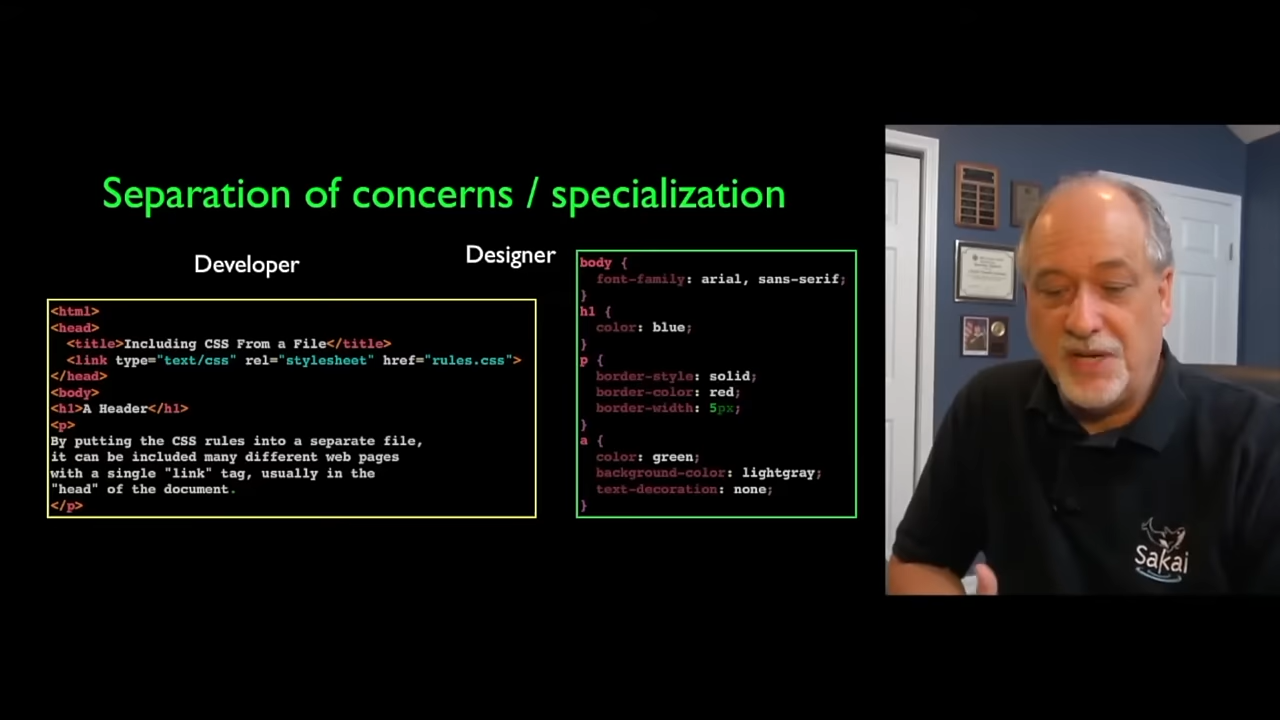 Separation of concerns / specialization
Developer
Designer
<html>
<head>
<title>Including CSS From a File</title>
<link type="text/css" rel="stylesheet" href="rules.css">
</head>
<body>
<h1>A Header</h1>
<p>
By putting the CSS rules into a separate file,
it can be included many different web pages
with a single "link" tag, usually in the
"head" of the document.
</p>
body {
font-family: arial, sans-serif;
}
h1 {
color: blue;
}
p {
border-style: solid;
border-color: red;
border-width: 5px;
}
a {
color: green;
background-color: lightgray;
text-decoration: none;
}
Sakai